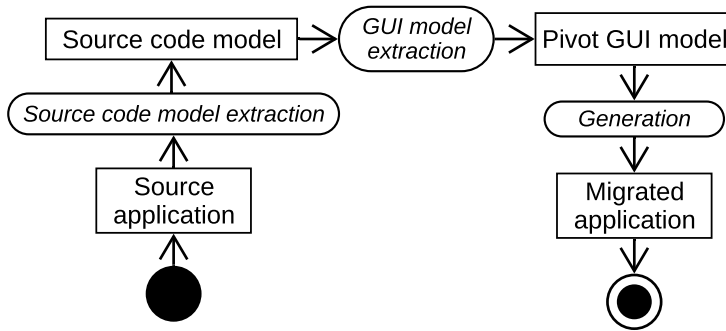 Source code model
GUI model
extraction
Pivot GUI model
Source code model extraction
Generation
Source
application
Migrated
application